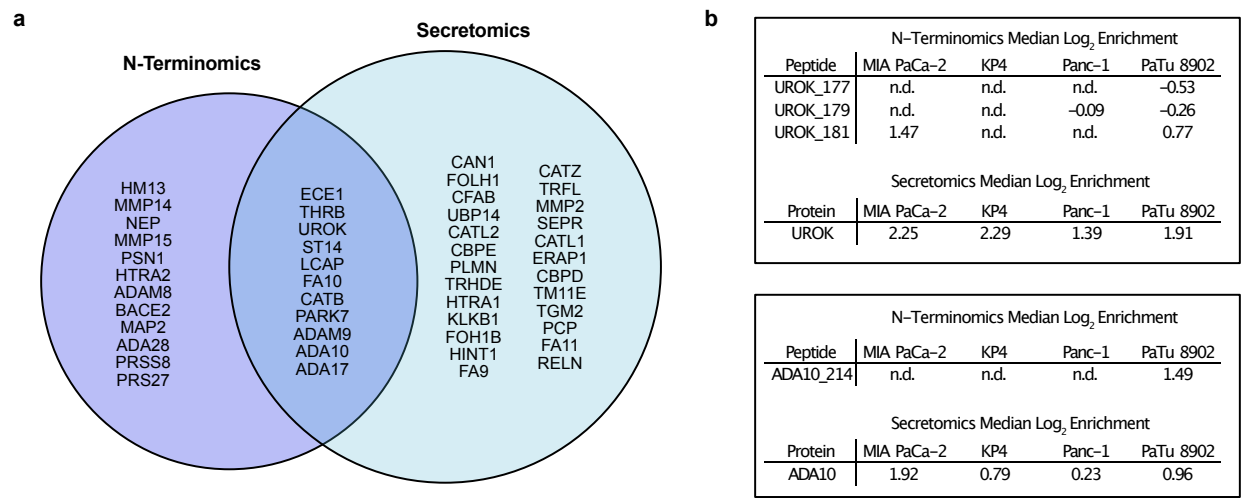 a
N-Terminomics
Secretomics
HM13
MMP14
NEP
MMP15
PSN1
HTRA2
ADAM8
BACE2
MAP2
ADA28
PRSS8
PRS27
ECE1
THRB
UROK
ST14
LCAP
FA10
CATB
PARK7
ADAM9
ADA10
ADA17
CAN1
FOLH1
CFAB
UBP14
CATL2
CBPE
PLMN
TRHDE
HTRA1
KLKB1
FOH1B
HINT1
FA9
CATZ
TRFL
MMP2
SEPR
CATL1
ERAP1
CBPD
TM11E
TGM2
PCP
FA11
RELN
b
N−Terminomics Median Log₂ Enrichment
Peptide MIA PaCa−2 KP4 Panc−1 PaTu 8902
UROK_177 n.d. n.d. n.d. −0.53
UROK_179 n.d. n.d. −0.09 −0.26
UROK_181 1.47 n.d. n.d. 0.77
Secretomics Median Log₂ Enrichment
Protein MIA PaCa−2 KP4 Panc−1 PaTu 8902
UROK 2.25 2.29 1.39 1.91
N−Terminomics Median Log₂ Enrichment
Peptide MIA PaCa−2 KP4 Panc−1 PaTu 8902
ADA10_214 n.d. n.d. n.d. 1.49
Secretomics Median Log₂ Enrichment
Protein MIA PaCa−2 KP4 Panc−1 PaTu 8902
ADA10 1.92 0.79 0.23 0.96